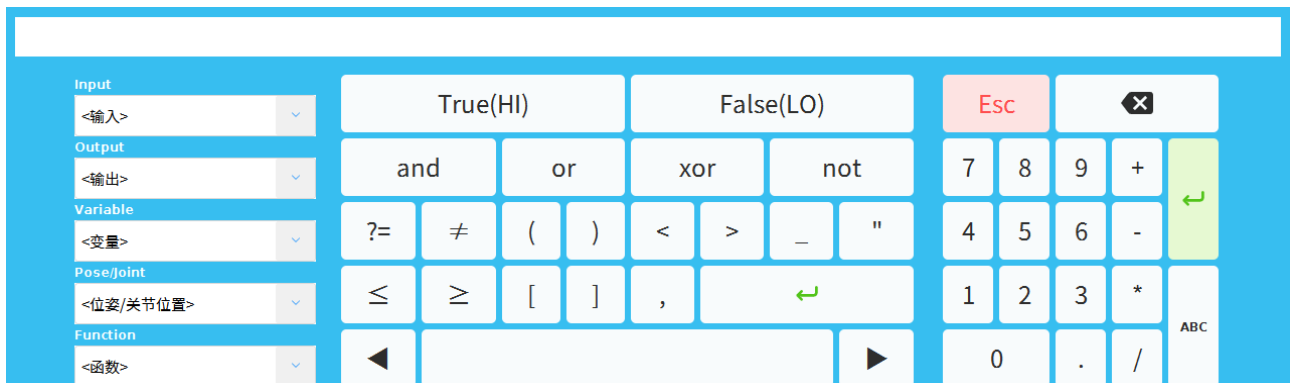 Input
<输入>
Output
<输出>
Variable
<变量>
Pose/Joint
<位姿/关节位置>
Function
<函数>
True(HI) False(LO)
and or xor not
?= ≠ ( ) < > _ "
≤ ≥ [ ] ,
Esc
7 8 9 +
4 5 6 -
1 2 3 *
ABC
0 . /